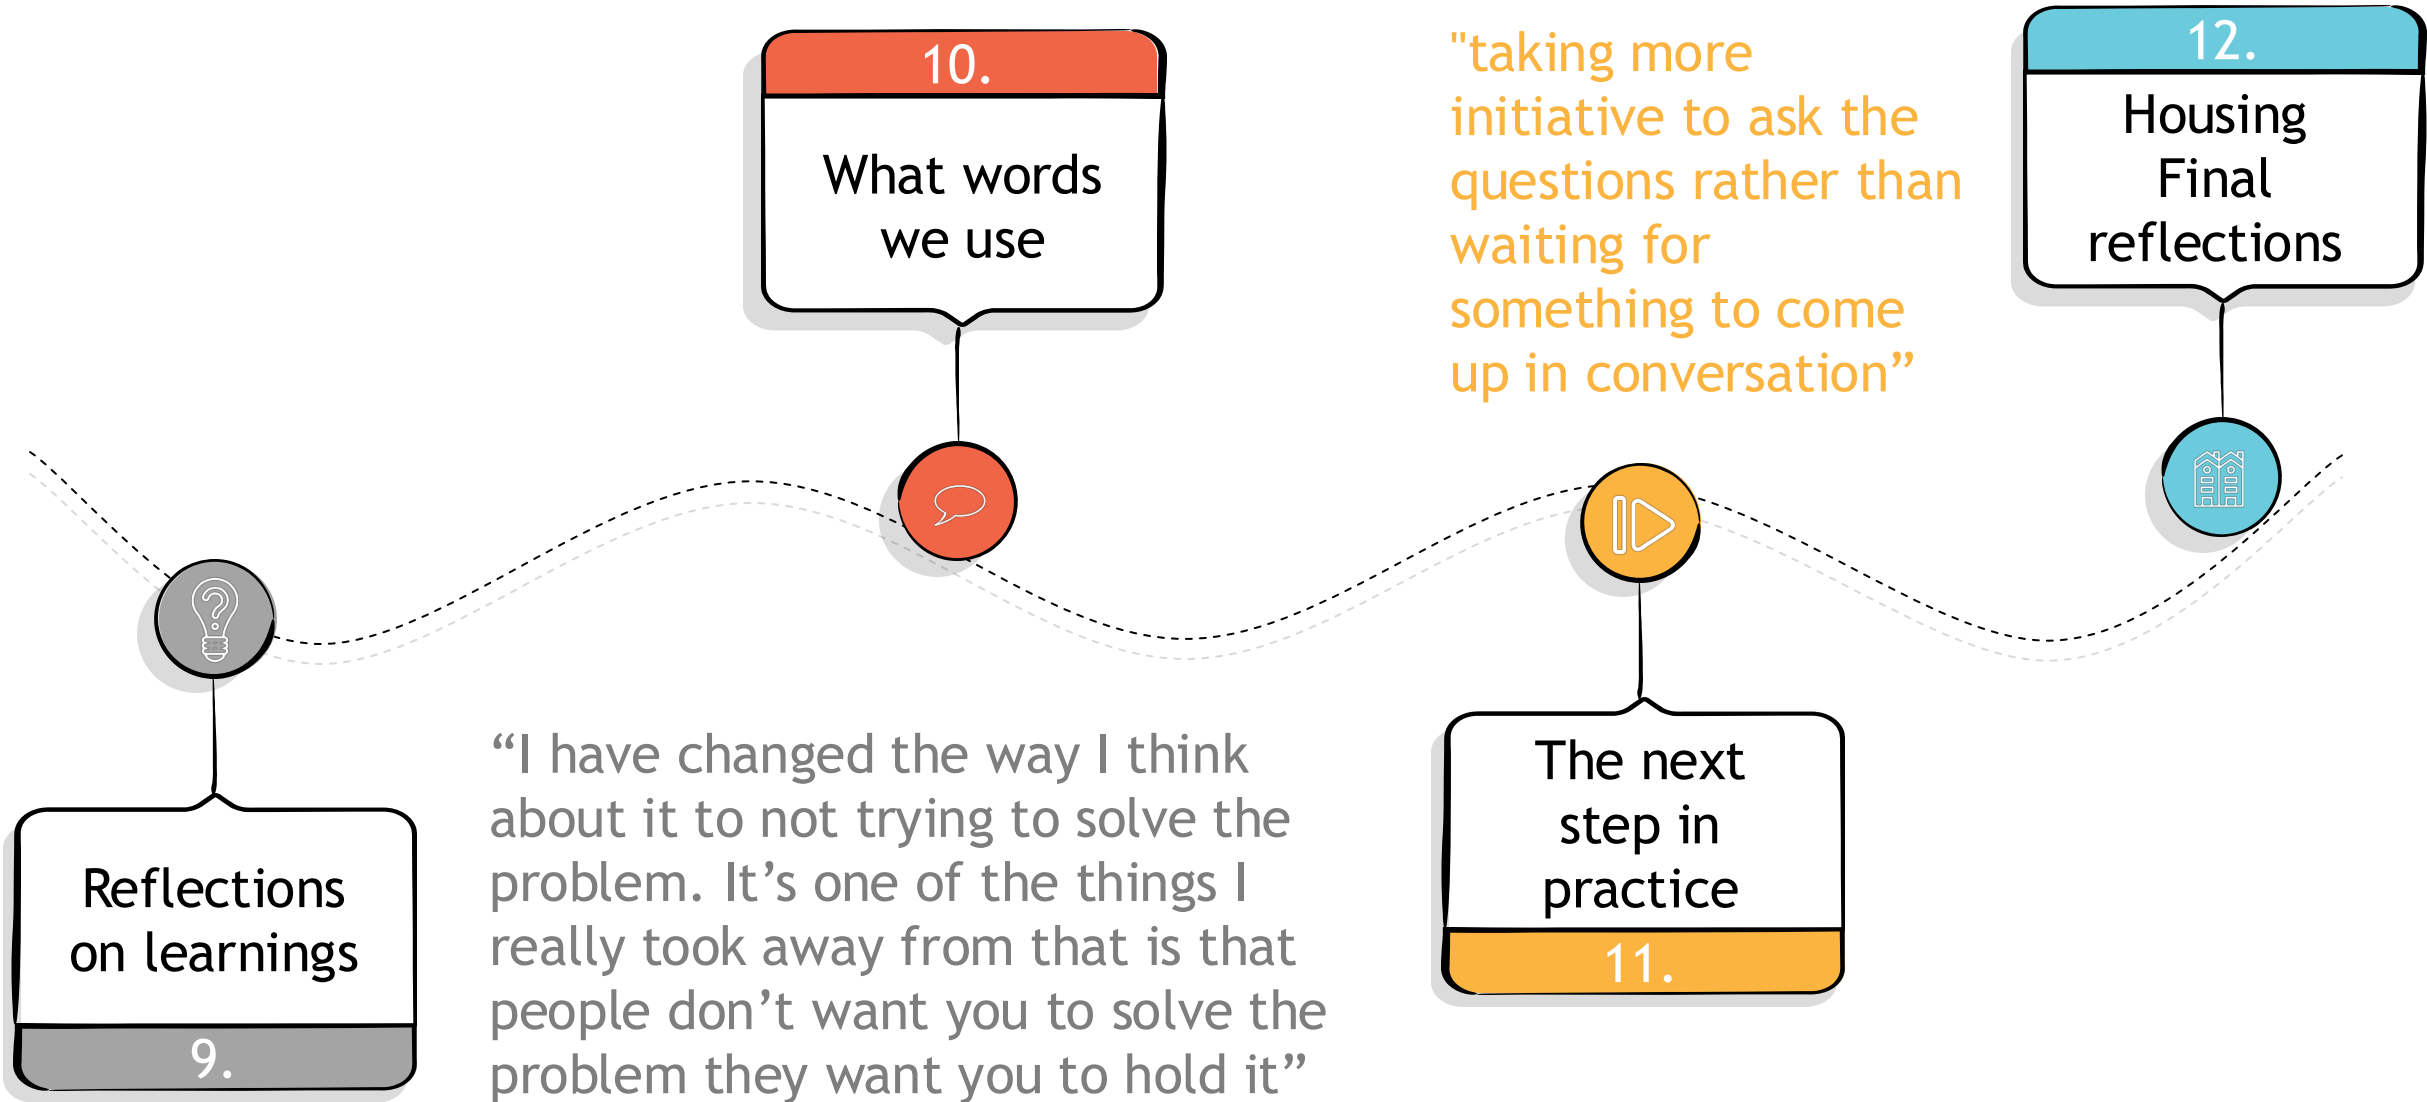 10.
What words
we use
"taking more
initiative to ask the
questions rather than
waiting for
something to come
up in conversation”
12.
Housing
Final
reflections
Reflections
on learnings
9.
“I have changed the way I think
about it to not trying to solve the
problem. It’s one of the things I
really took away from that is that
people don’t want you to solve the
problem they want you to hold it”
The next
step in
practice
11.